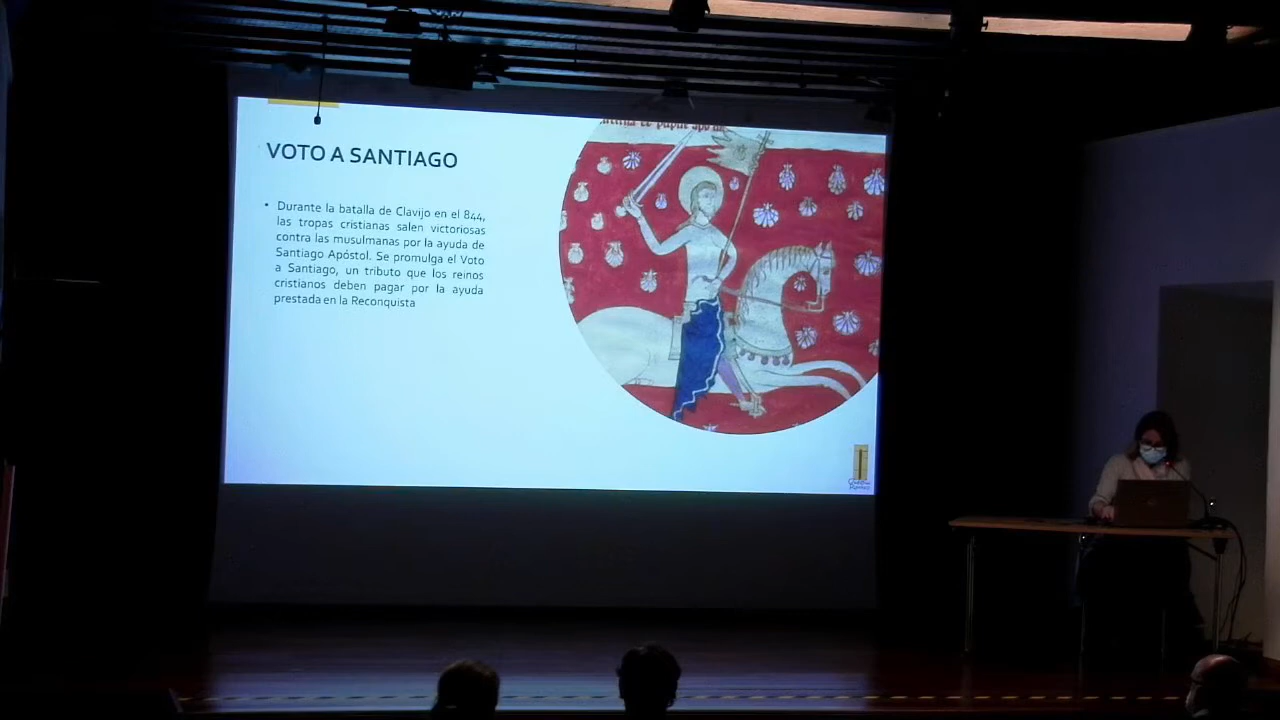 VOTO A SANTIAGO
• Durante la batalla de Clavijo en el 844,
las tropas cristianas salen victoriosas
contra las musulmanas por la ayuda de
Santiago Apóstol. Se promulga el Voto
a Santiago, un tributo que los reinos
cristianos deben pagar por la ayuda
prestada en la Reconquista